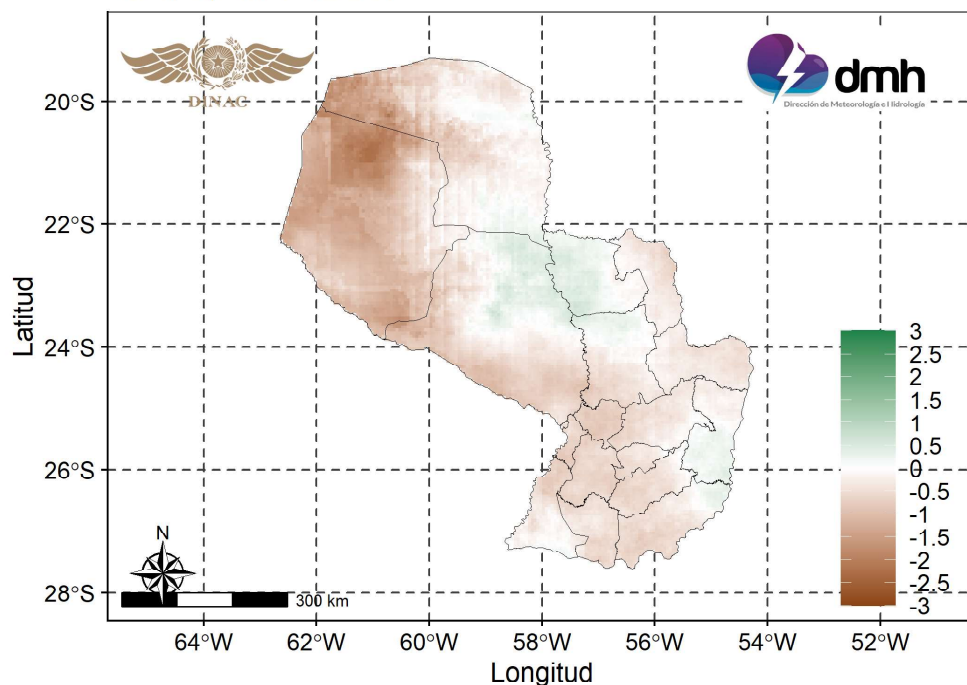 DINAC
dmh
Dirección de Meteorología e Hidrología
20°S
22°S
24°S
26°S
28°S
Latitud
3
2.5
2
1.5
1
0.5
0
-0.5
-1
-1.5
-2
-2.5
-3
N
300 km
64°W
62°W
60°W
58°W
56°W
54°W
52°W
Longitud